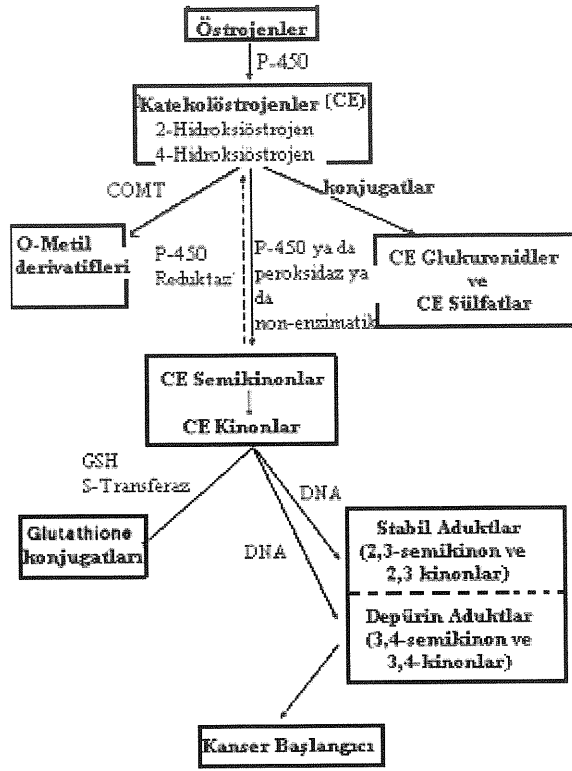 Östrojenler
P-450
Katekolöstrojenler (CE)
2-Hidroksiöstrojen
4-Hidroksiöstrojen
COMT
konjugatlar
O-Metil
derivatifleri
P-450
Reduktaz
P-450 ya da
peroksidaz ya
da
non-enzimatik
CE Glukuronidler
ve
CE Sülfatlar
CE Semikinonlar
CE Kinonlar
GSH
S-Transferaz
DNA
Glutathione
konjugatları
DNA
Stabil Aduktlar
(2,3-semikinon ve
2,3 kinonlar)
Depürin Aduktlar
(3,4-semikinon ve
3,4-kinonlar)
Kanser Başlangıcı